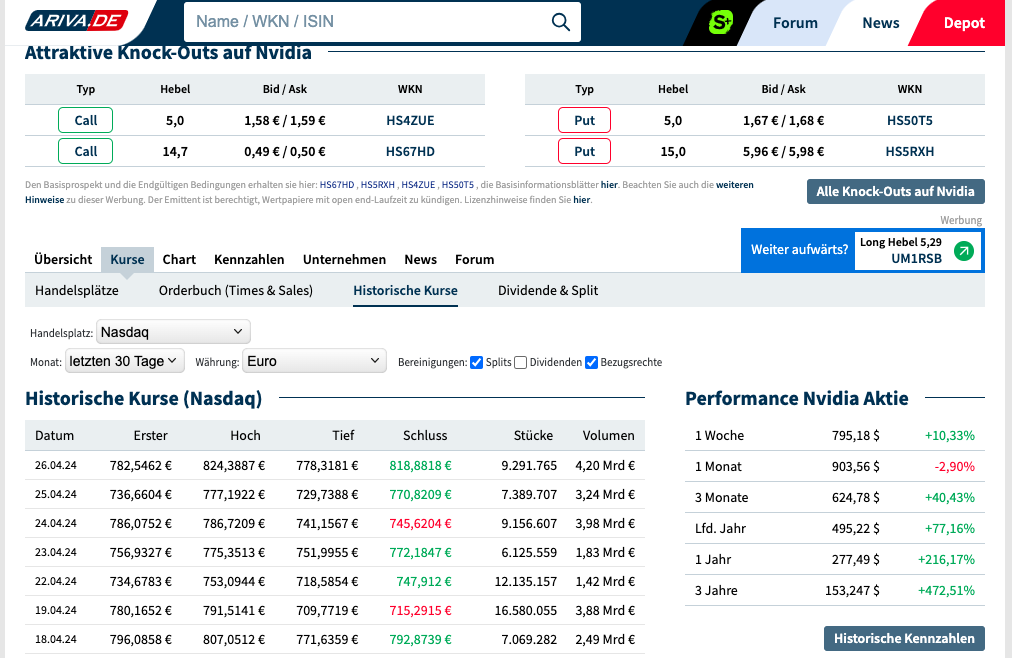 ARIVA.DE
Name / WKN / ISIN
S+
Forum
News
Depot
Attraktive Knock-Outs auf Nvidia
Typ Hebel Bid / Ask WKN
Call 5,0 1,58 € / 1,59 € HS4ZUE
Call 14,7 0,49 € / 0,50 € HS67HD
Typ Hebel Bid / Ask WKN
Put 5,0 1,67 € / 1,68 € HS50T5
Put 15,0 5,96 € / 5,98 € HS5RXH
Den Basisprospekt und die Endgültigen Bedingungen erhalten sie hier: HS67HD , HS5RXH , HS4ZUE , HS50T5 , die Basisinformationsblätter hier. Beachten Sie auch die weiteren
Hinweise zu dieser Werbung. Der Emittent ist berechtigt, Wertpapiere mit open end-Laufzeit zu kündigen. Lizenzhinweise finden Sie hier.
Alle Knock-Outs auf Nvidia
Werbung
Weiter aufwärts?
Long Hebel 5,29
UM1RSB
Übersicht Kurse Chart Kennzahlen Unternehmen News Forum
Handelsplätze Orderbuch (Times & Sales) Historische Kurse Dividende & Split
Handelsplatz: Nasdaq
Monat: letzten 30 Tage Währung: Euro Bereinigungen: Splits Dividenden Bezugsrechte
Historische Kurse (Nasdaq)
Datum Erster Hoch Tief Schluss Stücke Volumen
26.04.24 782,5462 € 824,3887 € 778,3181 € 818,8818 € 9.291.765 4,20 Mrd €
25.04.24 736,6604 € 777,1922 € 729,7388 € 770,8209 € 7.389.707 3,24 Mrd €
24.04.24 786,0752 € 786,7209 € 741,1567 € 745,6204 € 9.156.607 3,98 Mrd €
23.04.24 756,9327 € 775,3513 € 751,9955 € 772,1847 € 6.125.559 1,83 Mrd €
22.04.24 734,6783 € 753,0944 € 718,5854 € 747,912 € 12.135.157 1,42 Mrd €
19.04.24 780,1652 € 791,5141 € 709,7719 € 715,2915 € 16.580.055 3,88 Mrd €
18.04.24 796,0858 € 807,0512 € 771,6359 € 792,8739 € 7.069.282 2,49 Mrd €
Performance Nvidia Aktie
1 Woche 795,18 $ +10,33%
1 Monat 903,56 $ -2,90%
3 Monate 624,78 $ +40,43%
Lfd. Jahr 495,22 $ +77,16%
1 Jahr 277,49 $ +216,17%
3 Jahre 153,247 $ +472,51%
Historische Kennzahlen